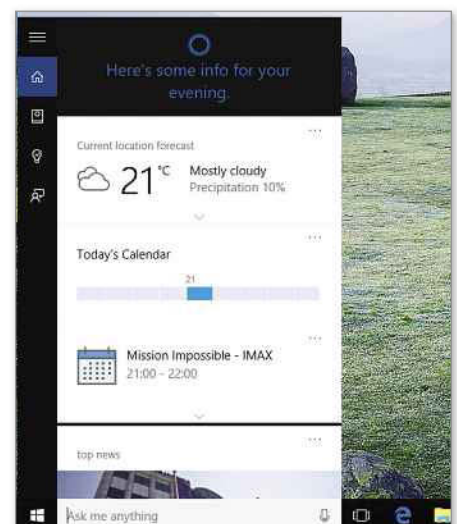 Here's some info for your
evening.
Current location forecast
21°C
Mostly cloudy
Precipitation 10%
Today's Calendar
21
Mission Impossible - IMAX
21:00 - 22:00
top news
Ask me anything